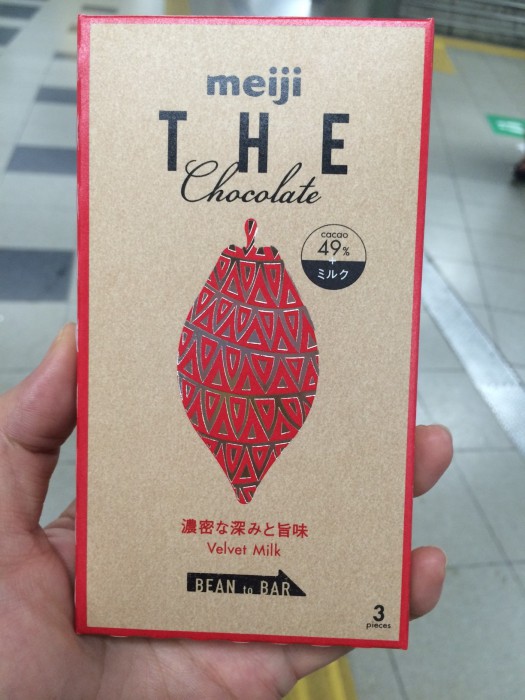 meiji
THE
Chocolate
cacao
49%
+
ミルク
濃密な深みと旨味
Velvet Milk
BEAN to BAR
3
pieces